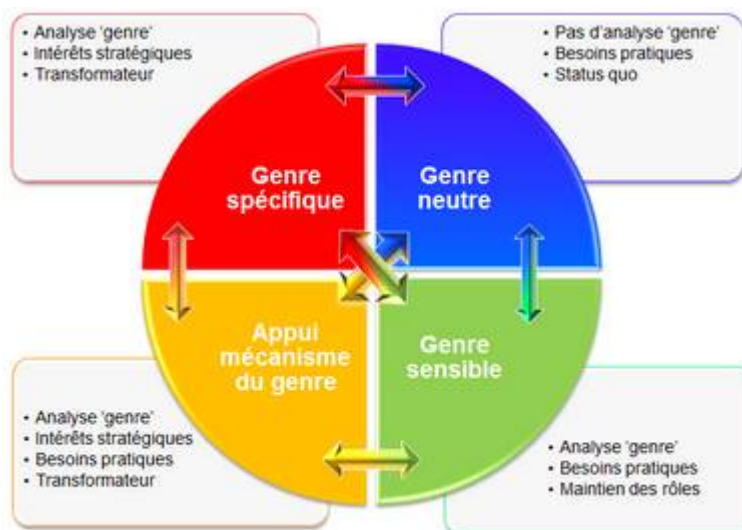 • Analyse 'genre'
• Intérêts stratégiques
• Transformateur
• Pas d'analyse 'genre'
• Besoins pratiques
• Status quo
Genre
spécifique
Genre
neutre
Appui
mécanisme
du genre
Genre
sensible
• Analyse 'genre'
• Intérêts stratégiques
• Besoins pratiques
• Transformateur
• Analyse 'genre'
• Besoins pratiques
• Maintien des rôles